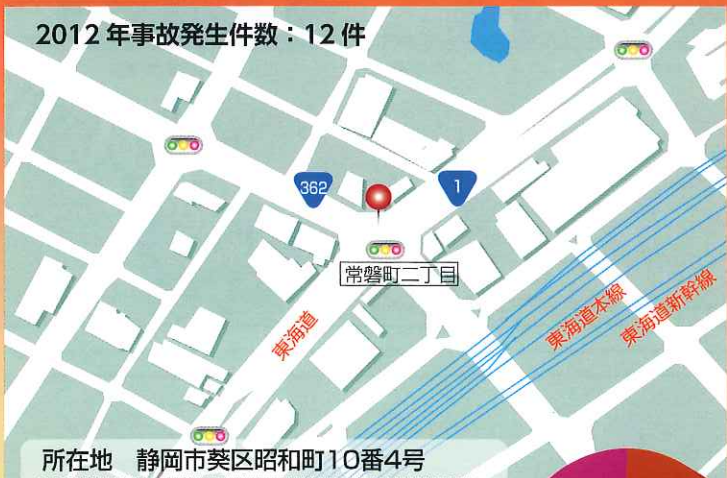 2012年事故発生件数：12件
362
1
常磐町二丁目
東海道
東海道本線
東海道新幹線
所在地　静岡市葵区昭和町10番4号